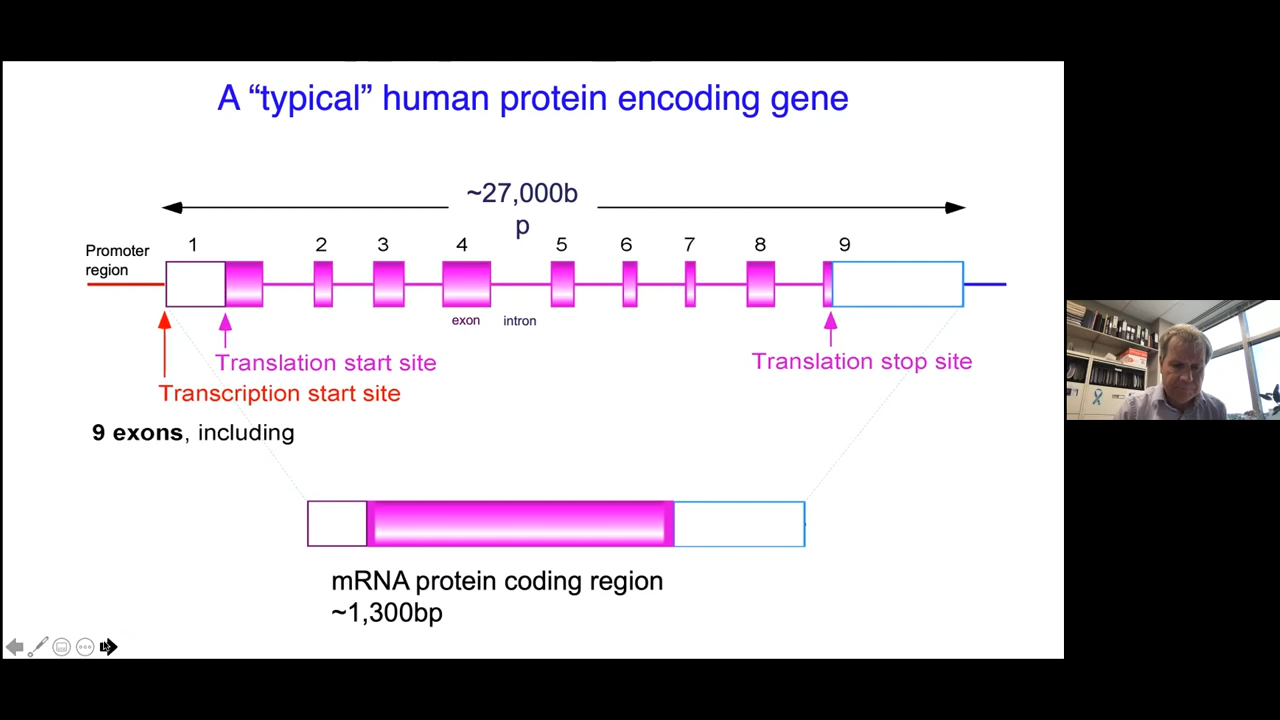 A “typical” human protein encoding gene
~27,000b
p
Promoter
region
1 2 3 4 5 6 7 8 9
exon intron
Translation start site
Translation stop site
Transcription start site
9 exons, including
mRNA protein coding region
~1,300bp